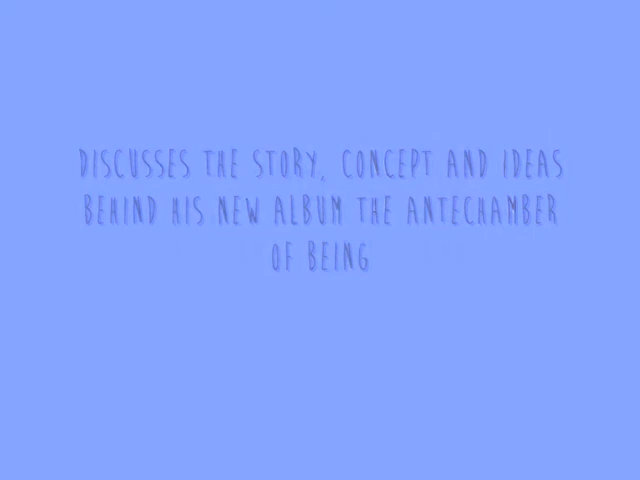 DISCUSSES THE STORY, CONCEPT AND IDEAS
BEHIND HIS NEW ALBUM THE ANTECHAMBER
OF BEING